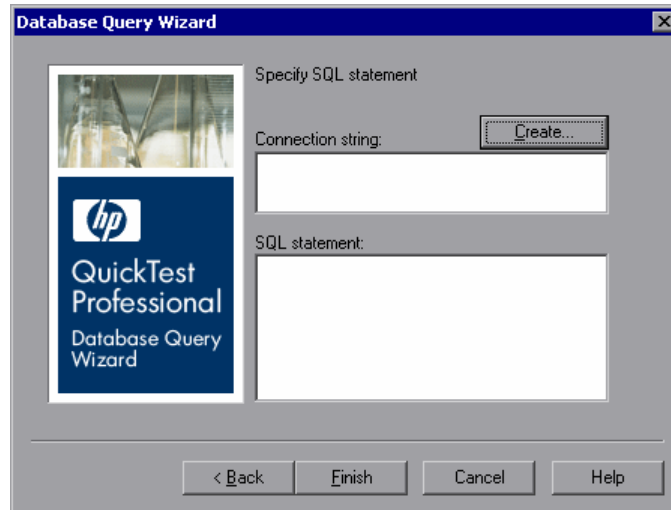 Database Query Wizard
Specify SQL statement
Connection string:
Create...
hp
QuickTest
Professional
Database Query
Wizard
SQL statement:
< Back
Finish
Cancel
Help